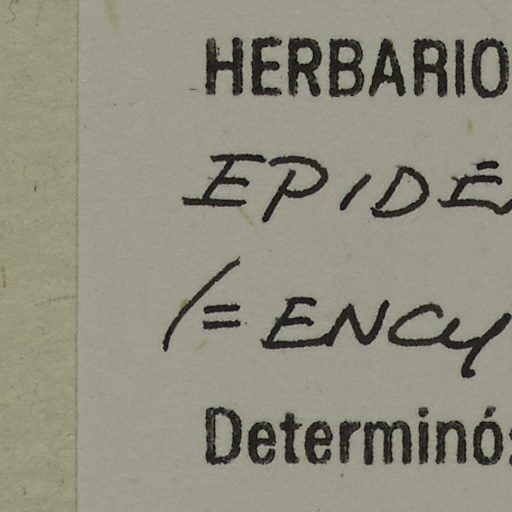 HERBARIO
EPIDE
(= ENCY
Determinó: